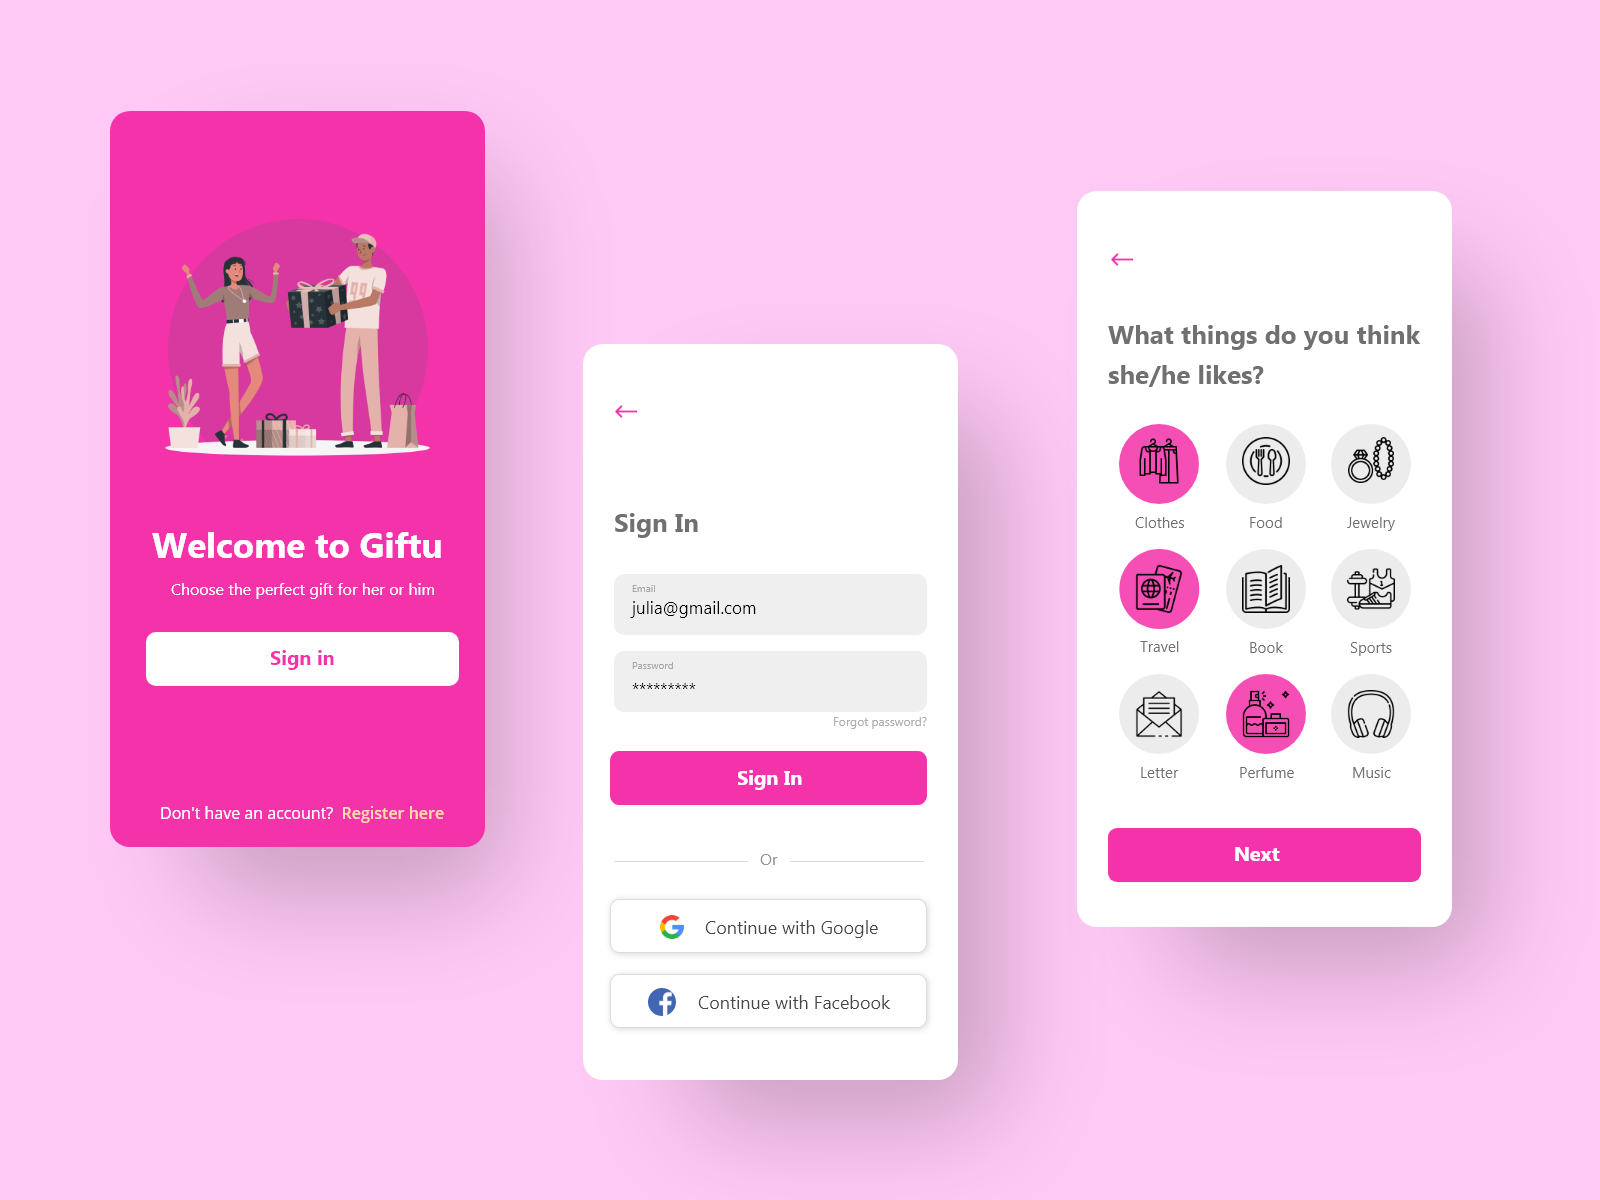 99
Welcome to Giftu
Choose the perfect gift for her or him
Sign in
Don't have an account? Register here
Sign In
Email
julia@gmail.com
Password
*********
Forgot password?
Sign In
Or
Continue with Google
Continue with Facebook
What things do you think
she/he likes?
Clothes
Food
Jewelry
1
Travel
Book
Sports
Letter
Perfume
Music
Next